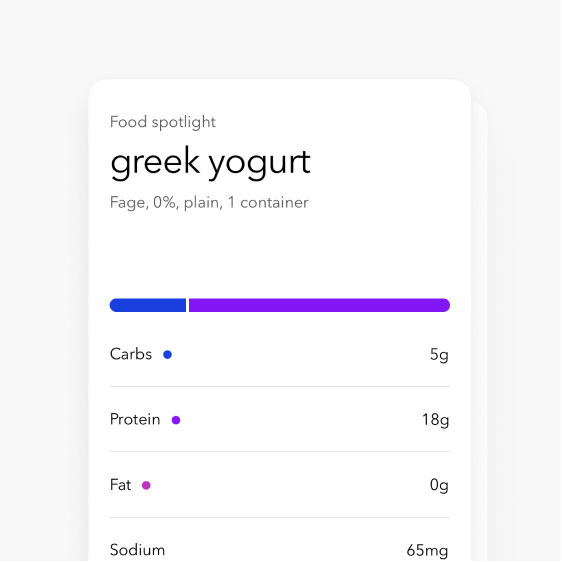 Food spotlight
greek yogurt
Fage, 0%, plain, 1 container
Carbs 5g
Protein 18g
Fat 0g
Sodium 65mg